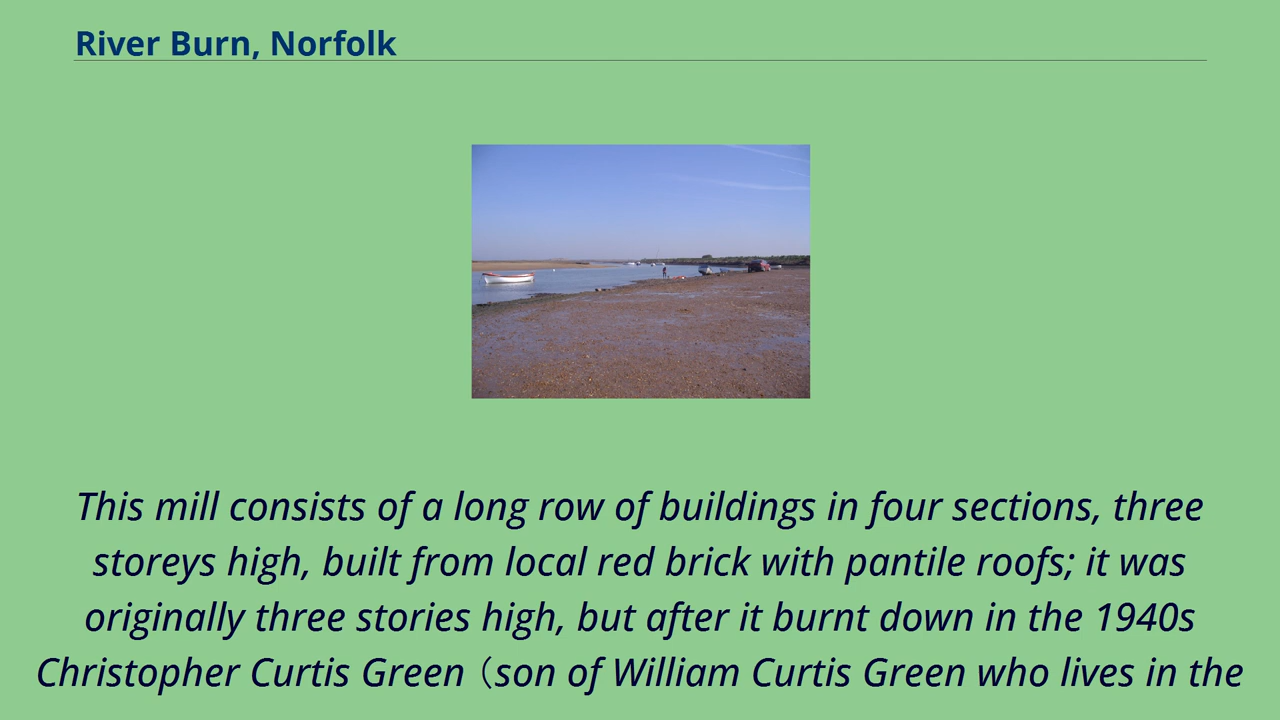 River Burn, Norfolk
This mill consists of a long row of buildings in four sections, three
storeys high, built from local red brick with pantile roofs; it was
originally three stories high, but after it burnt down in the 1940s
Christopher Curtis Green（son of William Curtis Green who lives in the